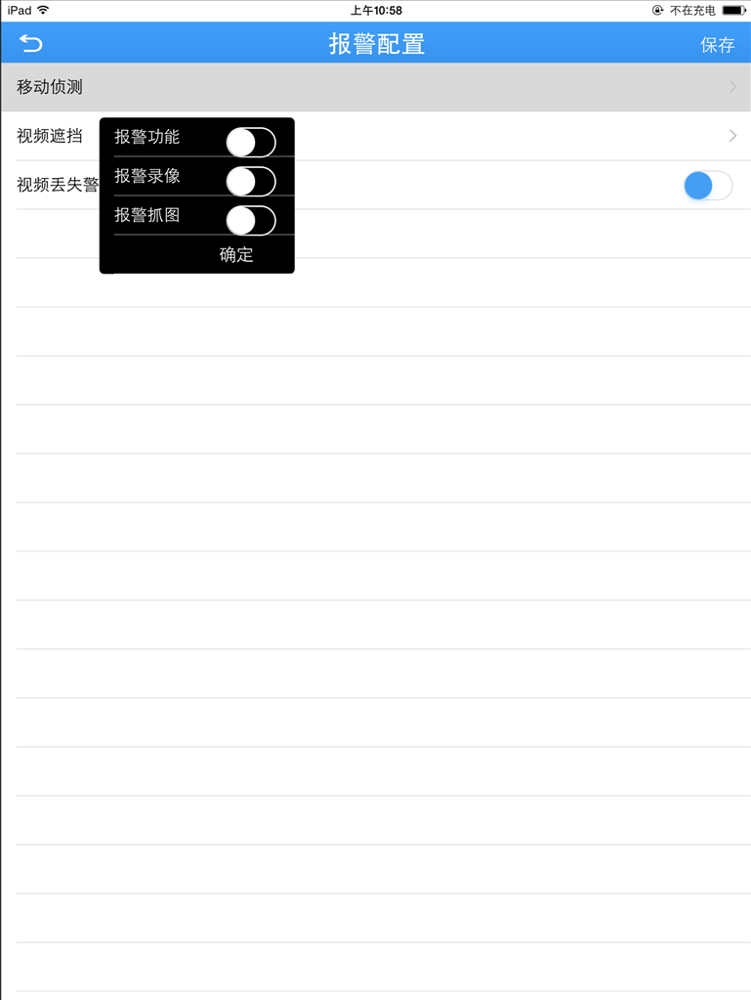 iPad 上午10:58 不在充电
报警配置 保存
移动侦测
视频遮挡
报警功能
视频丢失警
报警录像
报警抓图
确定